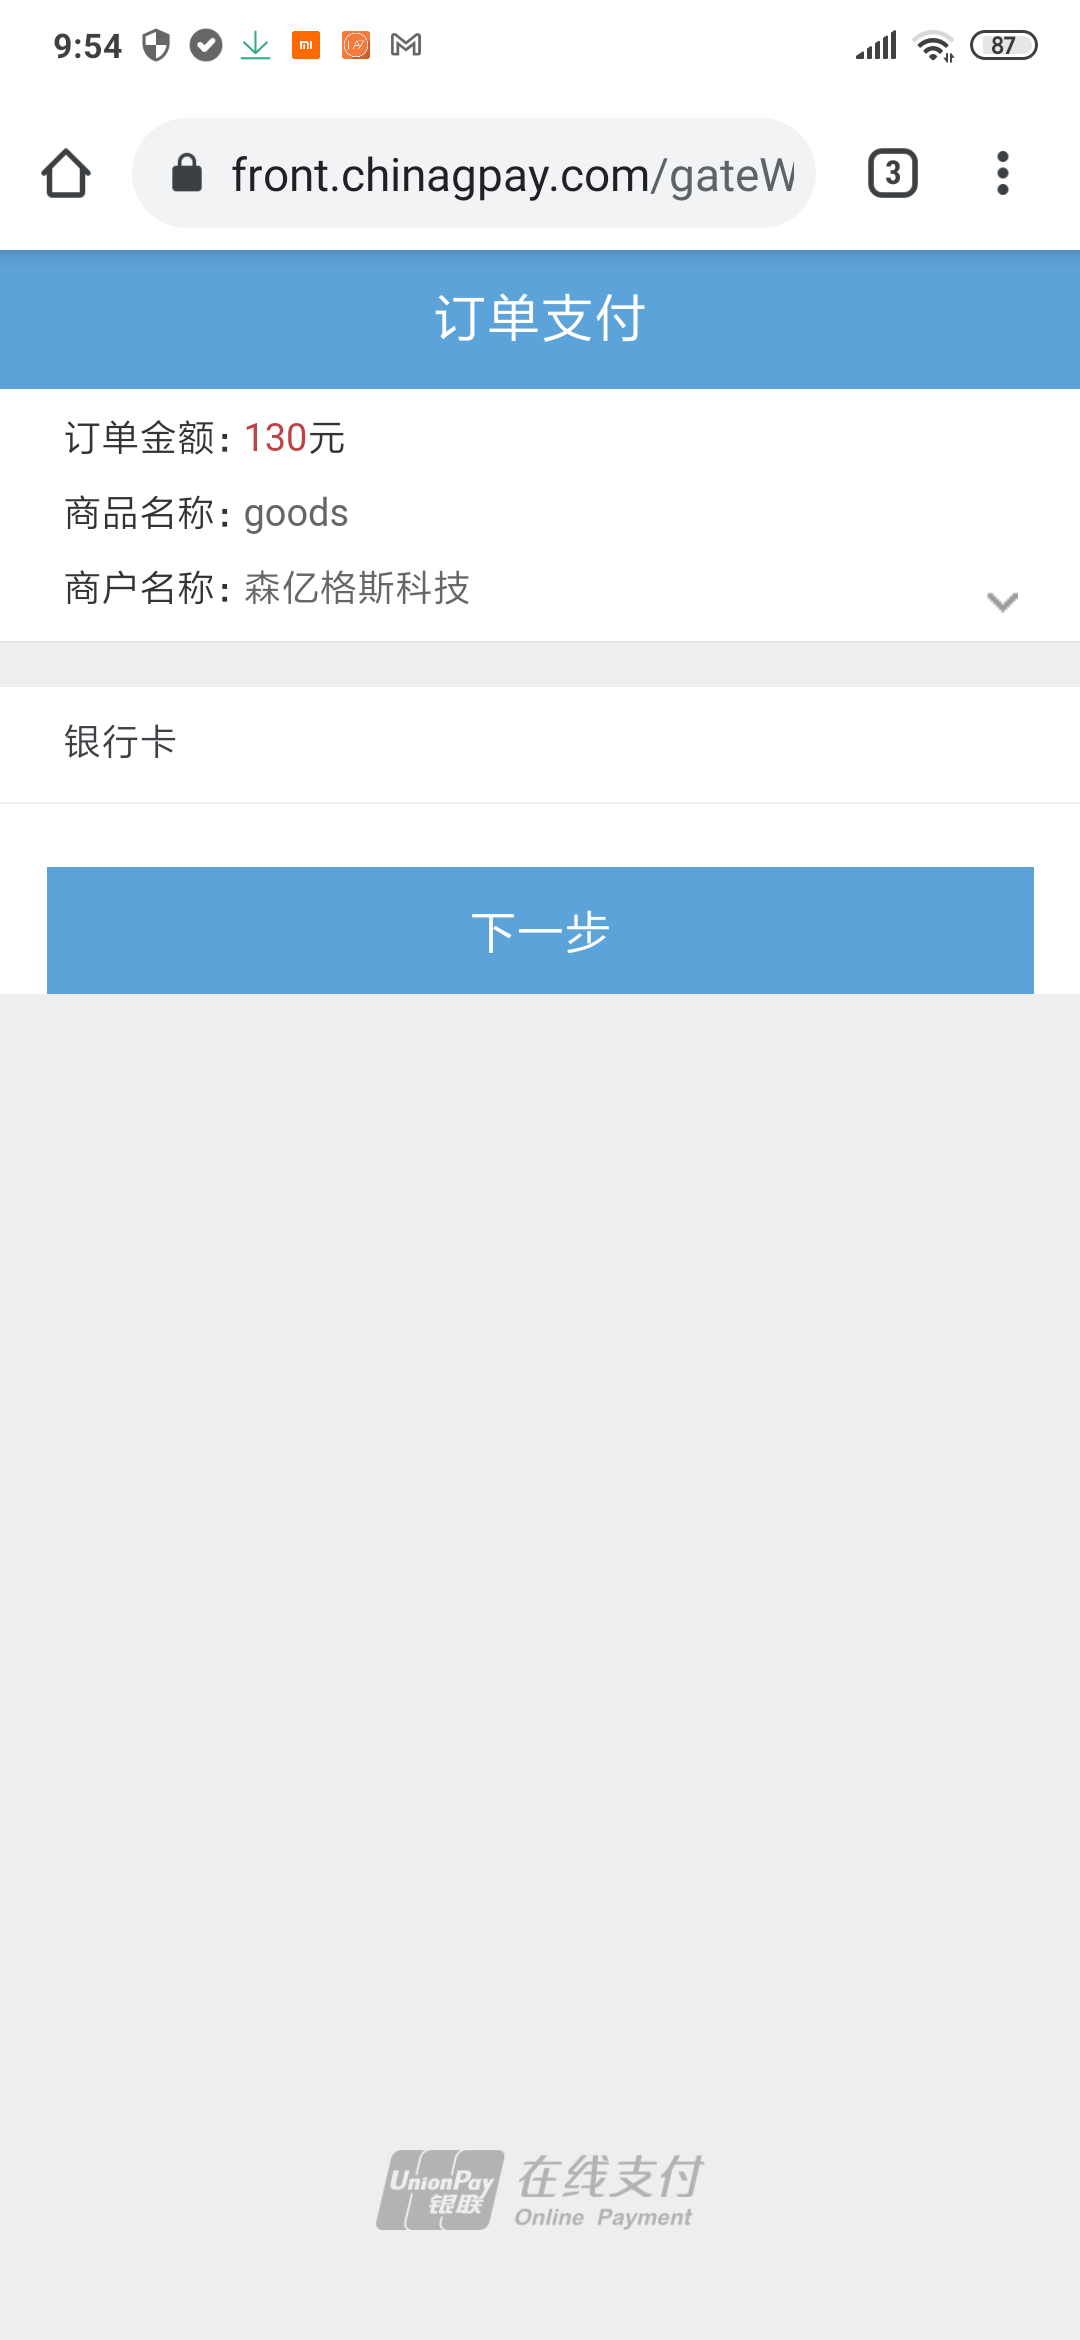 9:54
87
front.chinagpay.com/gateW
3
订单支付
订单金额：130元
商品名称：goods
商户名称：森亿格斯科技
银行卡
下一步
UnionPay
银联
在线支付
Online Payment